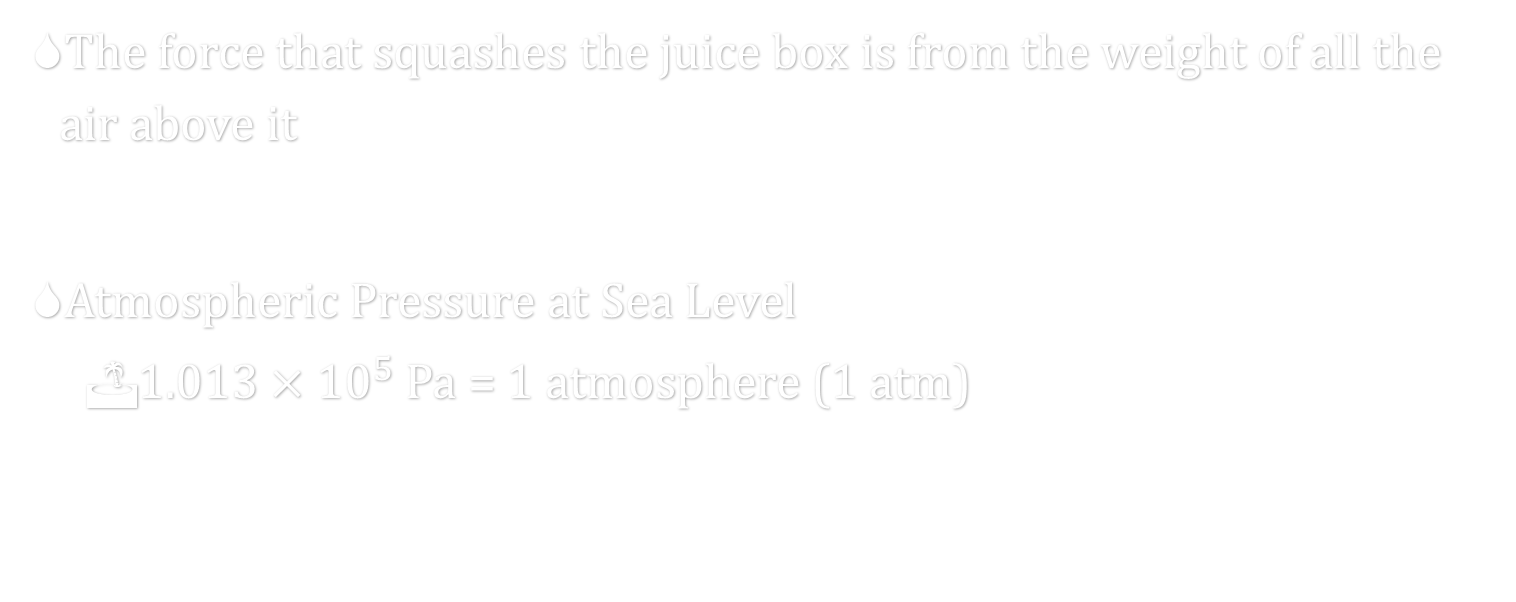 💧The force that squashes the juice box is from the weight of all the
air above it
💧Atmospheric Pressure at Sea Level
🏝1.013 × 10⁵ Pa = 1 atmosphere (1 atm)